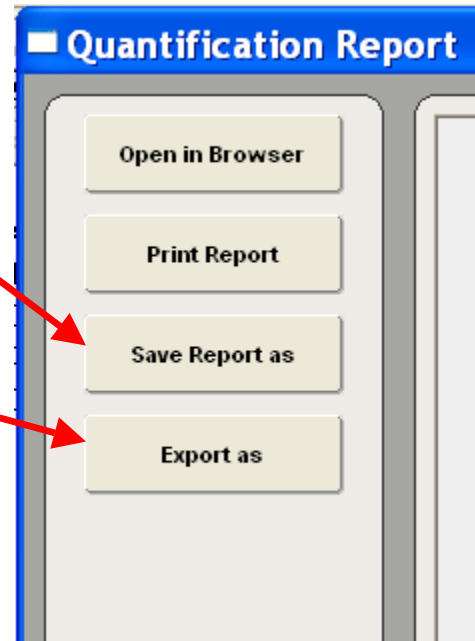 Quantification Report
Open in Browser
Print Report
Save Report as
Export as